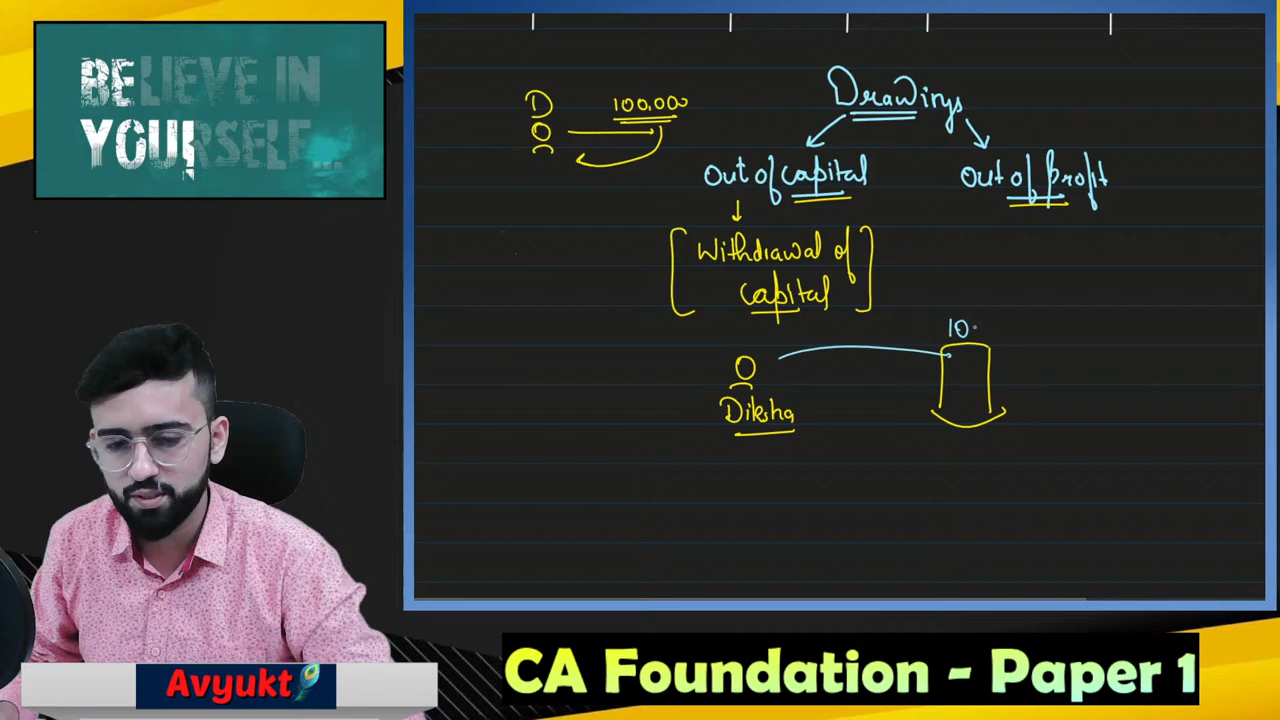 BELIEVE IN
YOURSELF...
D
100,000
Drawings
Out of capital
Out of profit
[Withdrawal of
capital]
10
Diksha
Avyukt
CA Foundation - Paper 1